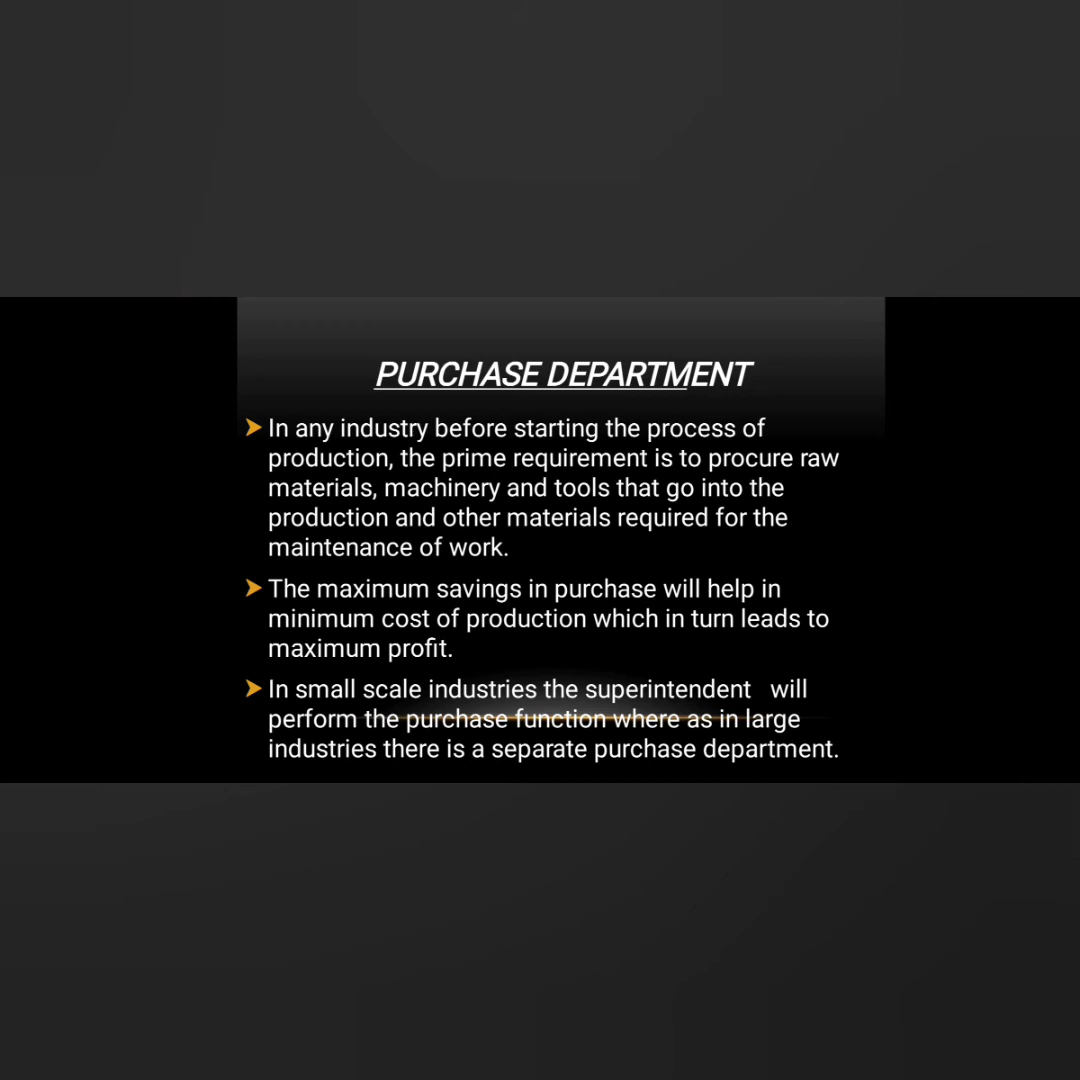 PURCHASE DEPARTMENT
In any industry before starting the process of
production, the prime requirement is to procure raw
materials, machinery and tools that go into the
production and other materials required for the
maintenance of work.
The maximum savings in purchase will help in
minimum cost of production which in turn leads to
maximum profit.
In small scale industries the superintendent   will
perform the purchase function where as in large
industries there is a separate purchase department.